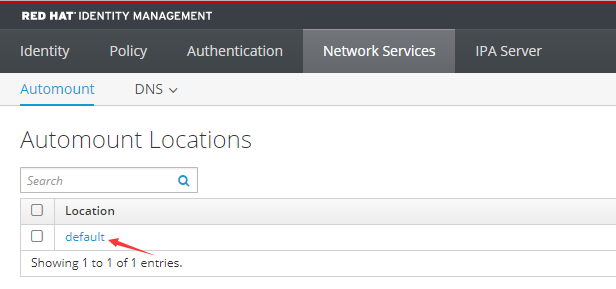 RED HAT® IDENTITY MANAGEMENT
Identity Policy Authentication Network Services IPA Server
Automount DNS
Automount Locations
Search
Location
default
Showing 1 to 1 of 1 entries.